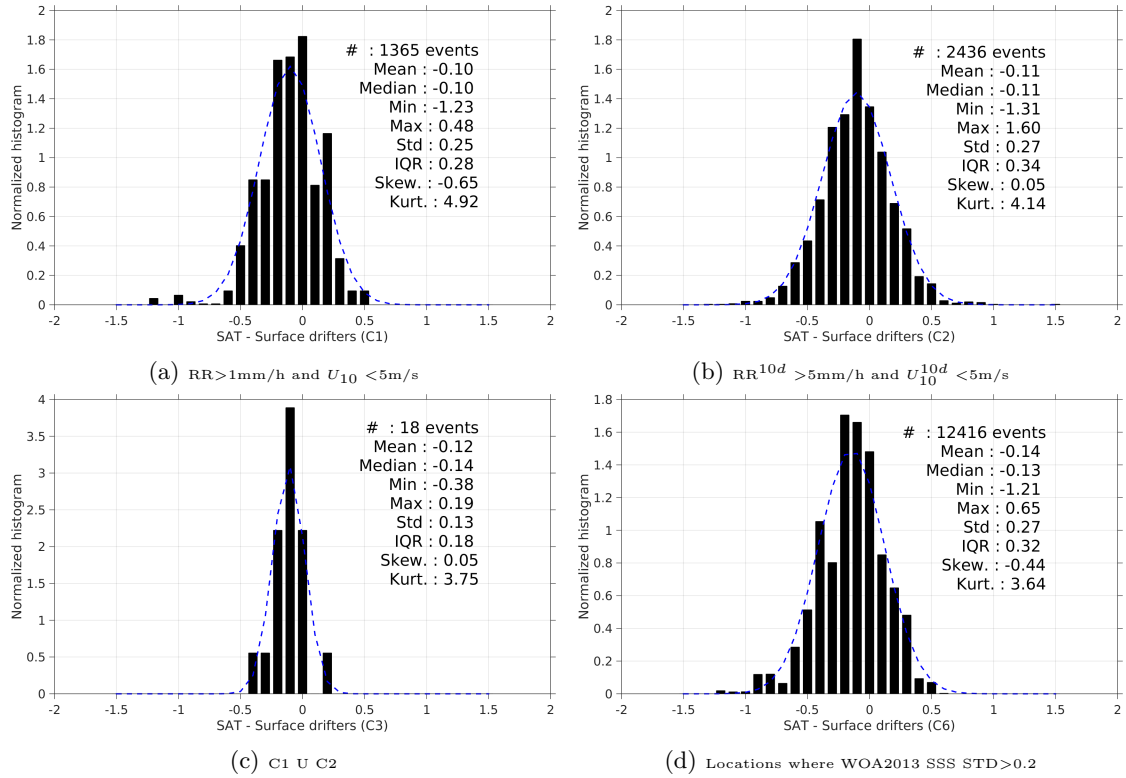 2
1.8
1.6
1.4
1.2
1
0.8
0.6
0.4
0.2
0
Normalized histogram
-2 -1.5 -1 -0.5 0 0.5 1 1.5 2
SAT - Surface drifters (C1)
# : 1365 events
Mean : -0.10
Median : -0.10
Min : -1.23
Max : 0.48
Std : 0.25
IQR : 0.28
Skew. : -0.65
Kurt. : 4.92
(a) RR>1mm/h and U10 <5m/s
2
1.8
1.6
1.4
1.2
1
0.8
0.6
0.4
0.2
0
Normalized histogram
-2 -1.5 -1 -0.5 0 0.5 1 1.5 2
SAT - Surface drifters (C2)
# : 2436 events
Mean : -0.11
Median : -0.11
Min : -1.31
Max : 1.60
Std : 0.27
IQR : 0.34
Skew. : 0.05
Kurt. : 4.14
(b) RR^10d >5mm/h and U_10^10d <5m/s
4
3.5
3
2.5
2
1.5
1
0.5
0
Normalized histogram
-2 -1.5 -1 -0.5 0 0.5 1 1.5 2
SAT - Surface drifters (C3)
# : 18 events
Mean : -0.12
Median : -0.14
Min : -0.38
Max : 0.19
Std : 0.13
IQR : 0.18
Skew. : 0.05
Kurt. : 3.75
(c) C1 U C2
1.8
1.6
1.4
1.2
1
0.8
0.6
0.4
0.2
0
Normalized histogram
-2 -1.5 -1 -0.5 0 0.5 1 1.5 2
SAT - Surface drifters (C6)
# : 12416 events
Mean : -0.14
Median : -0.13
Min : -1.21
Max : 0.65
Std : 0.27
IQR : 0.32
Skew. : -0.44
Kurt. : 3.64
(d) Locations where WOA2013 SSS STD>0.2